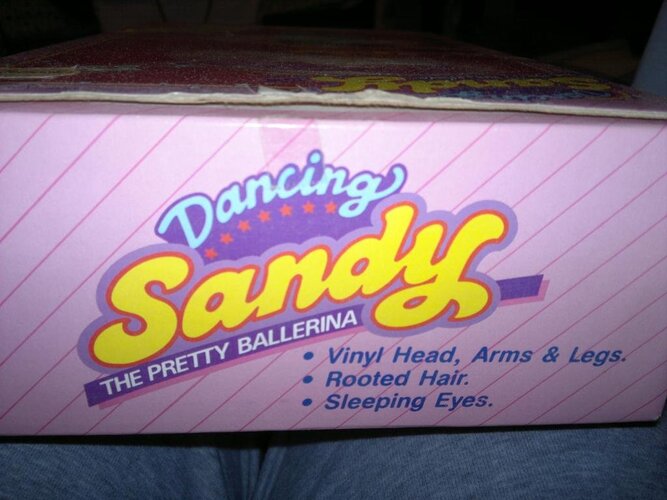 Dancing
Sandy
THE PRETTY BALLERINA
• Vinyl Head, Arms & Legs.
• Rooted Hair.
• Sleeping Eyes.